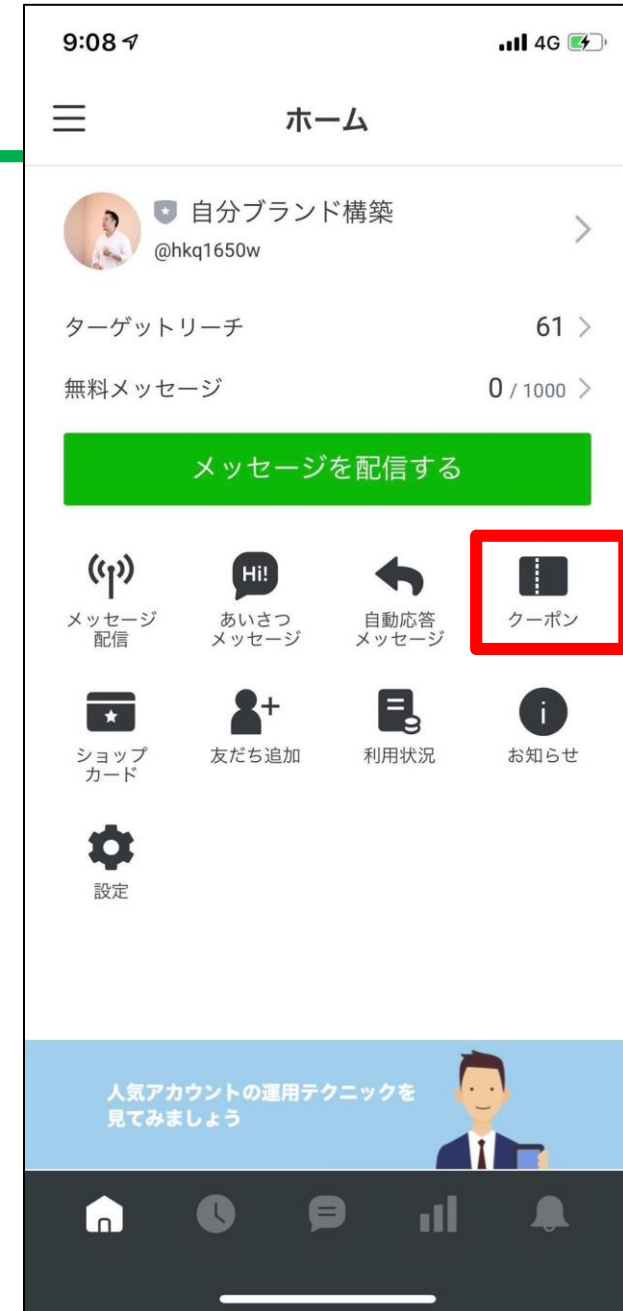 9:08
4G
ホーム
自分ブランド構築
@hkq1650w
ターゲットリーチ
61
無料メッセージ
0 / 1000
メッセージを配信する
Hi!
メッセージ
配信
あいさつ
メッセージ
自動応答
メッセージ
クーポン
ショップ
カード
友だち追加
利用状況
お知らせ
設定
人気アカウントの運用テクニックを
見てみましょう